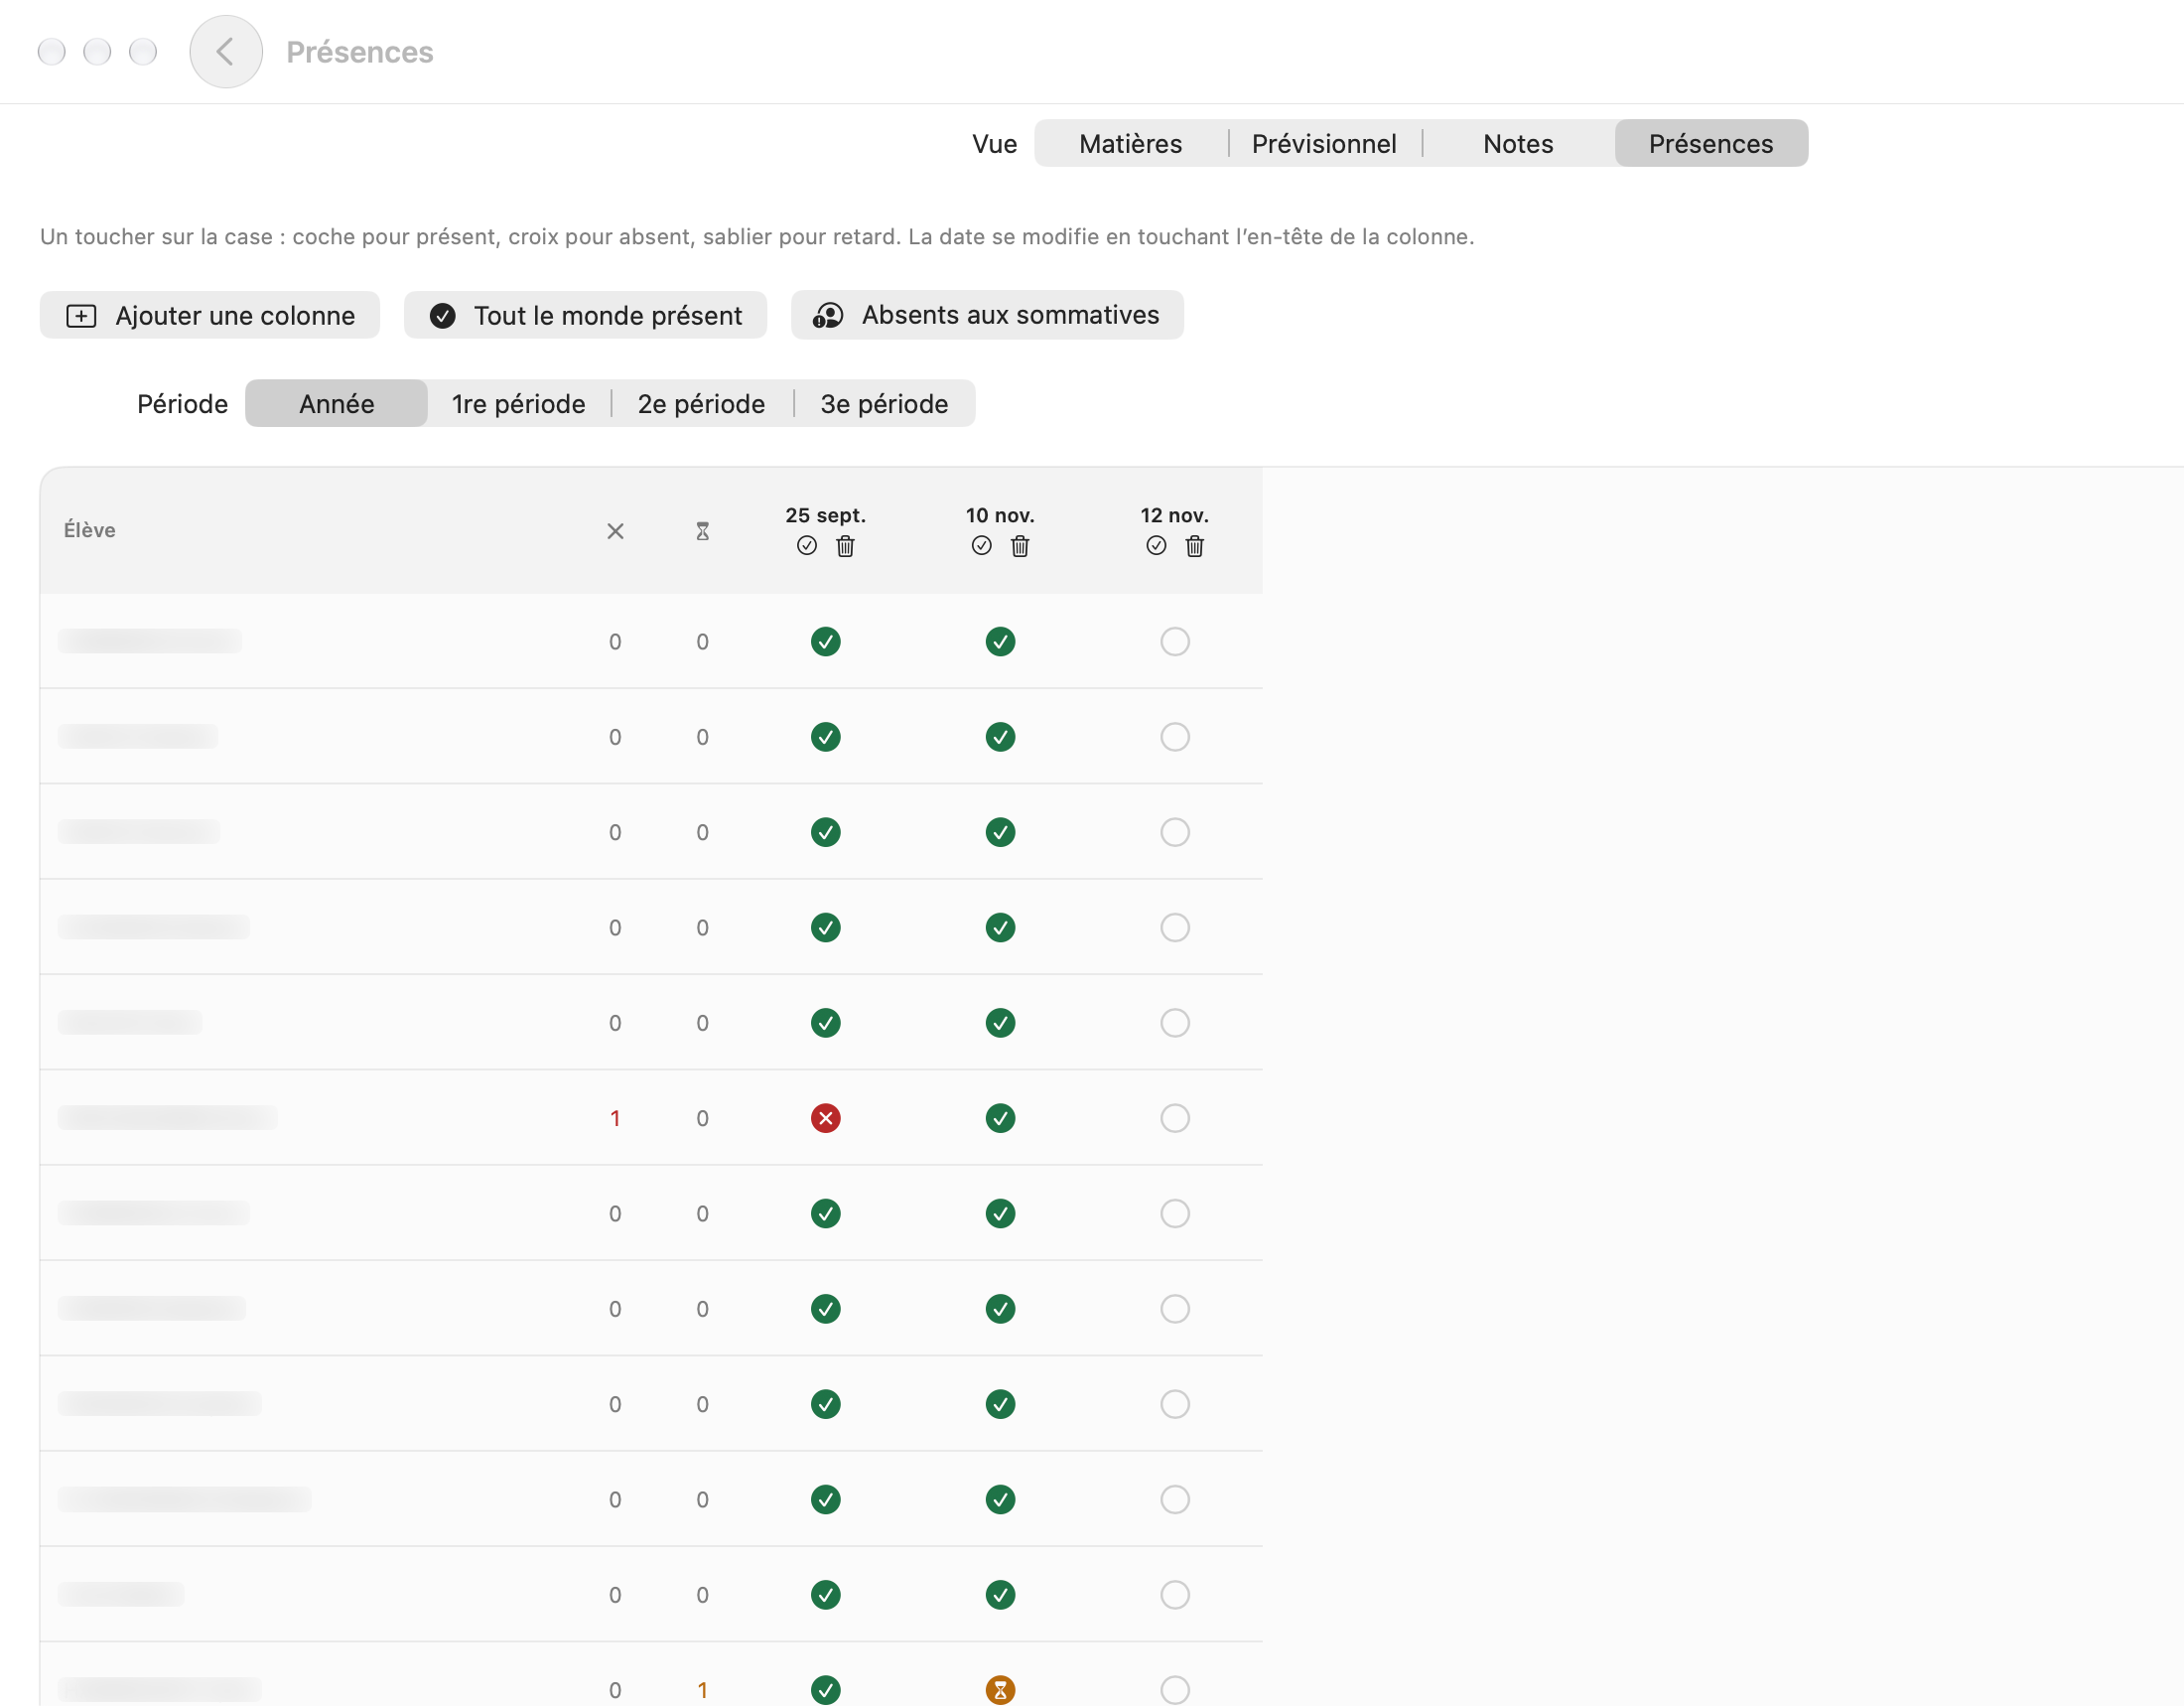 Présences
Vue Matières Prévisionnel Notes Présences
Un toucher sur la case : coche pour présent, croix pour absent, sablier pour retard. La date se modifie en touchant l’en-tête de la colonne.
Ajouter une colonne Tout le monde présent Absents aux sommatives
Période Année 1re période 2e période 3e période
Élève 25 sept. 10 nov. 12 nov.
0 0
0 0
0 0
0 0
0 0
1 0
0 0
0 0
0 0
0 0
0 0
0 1